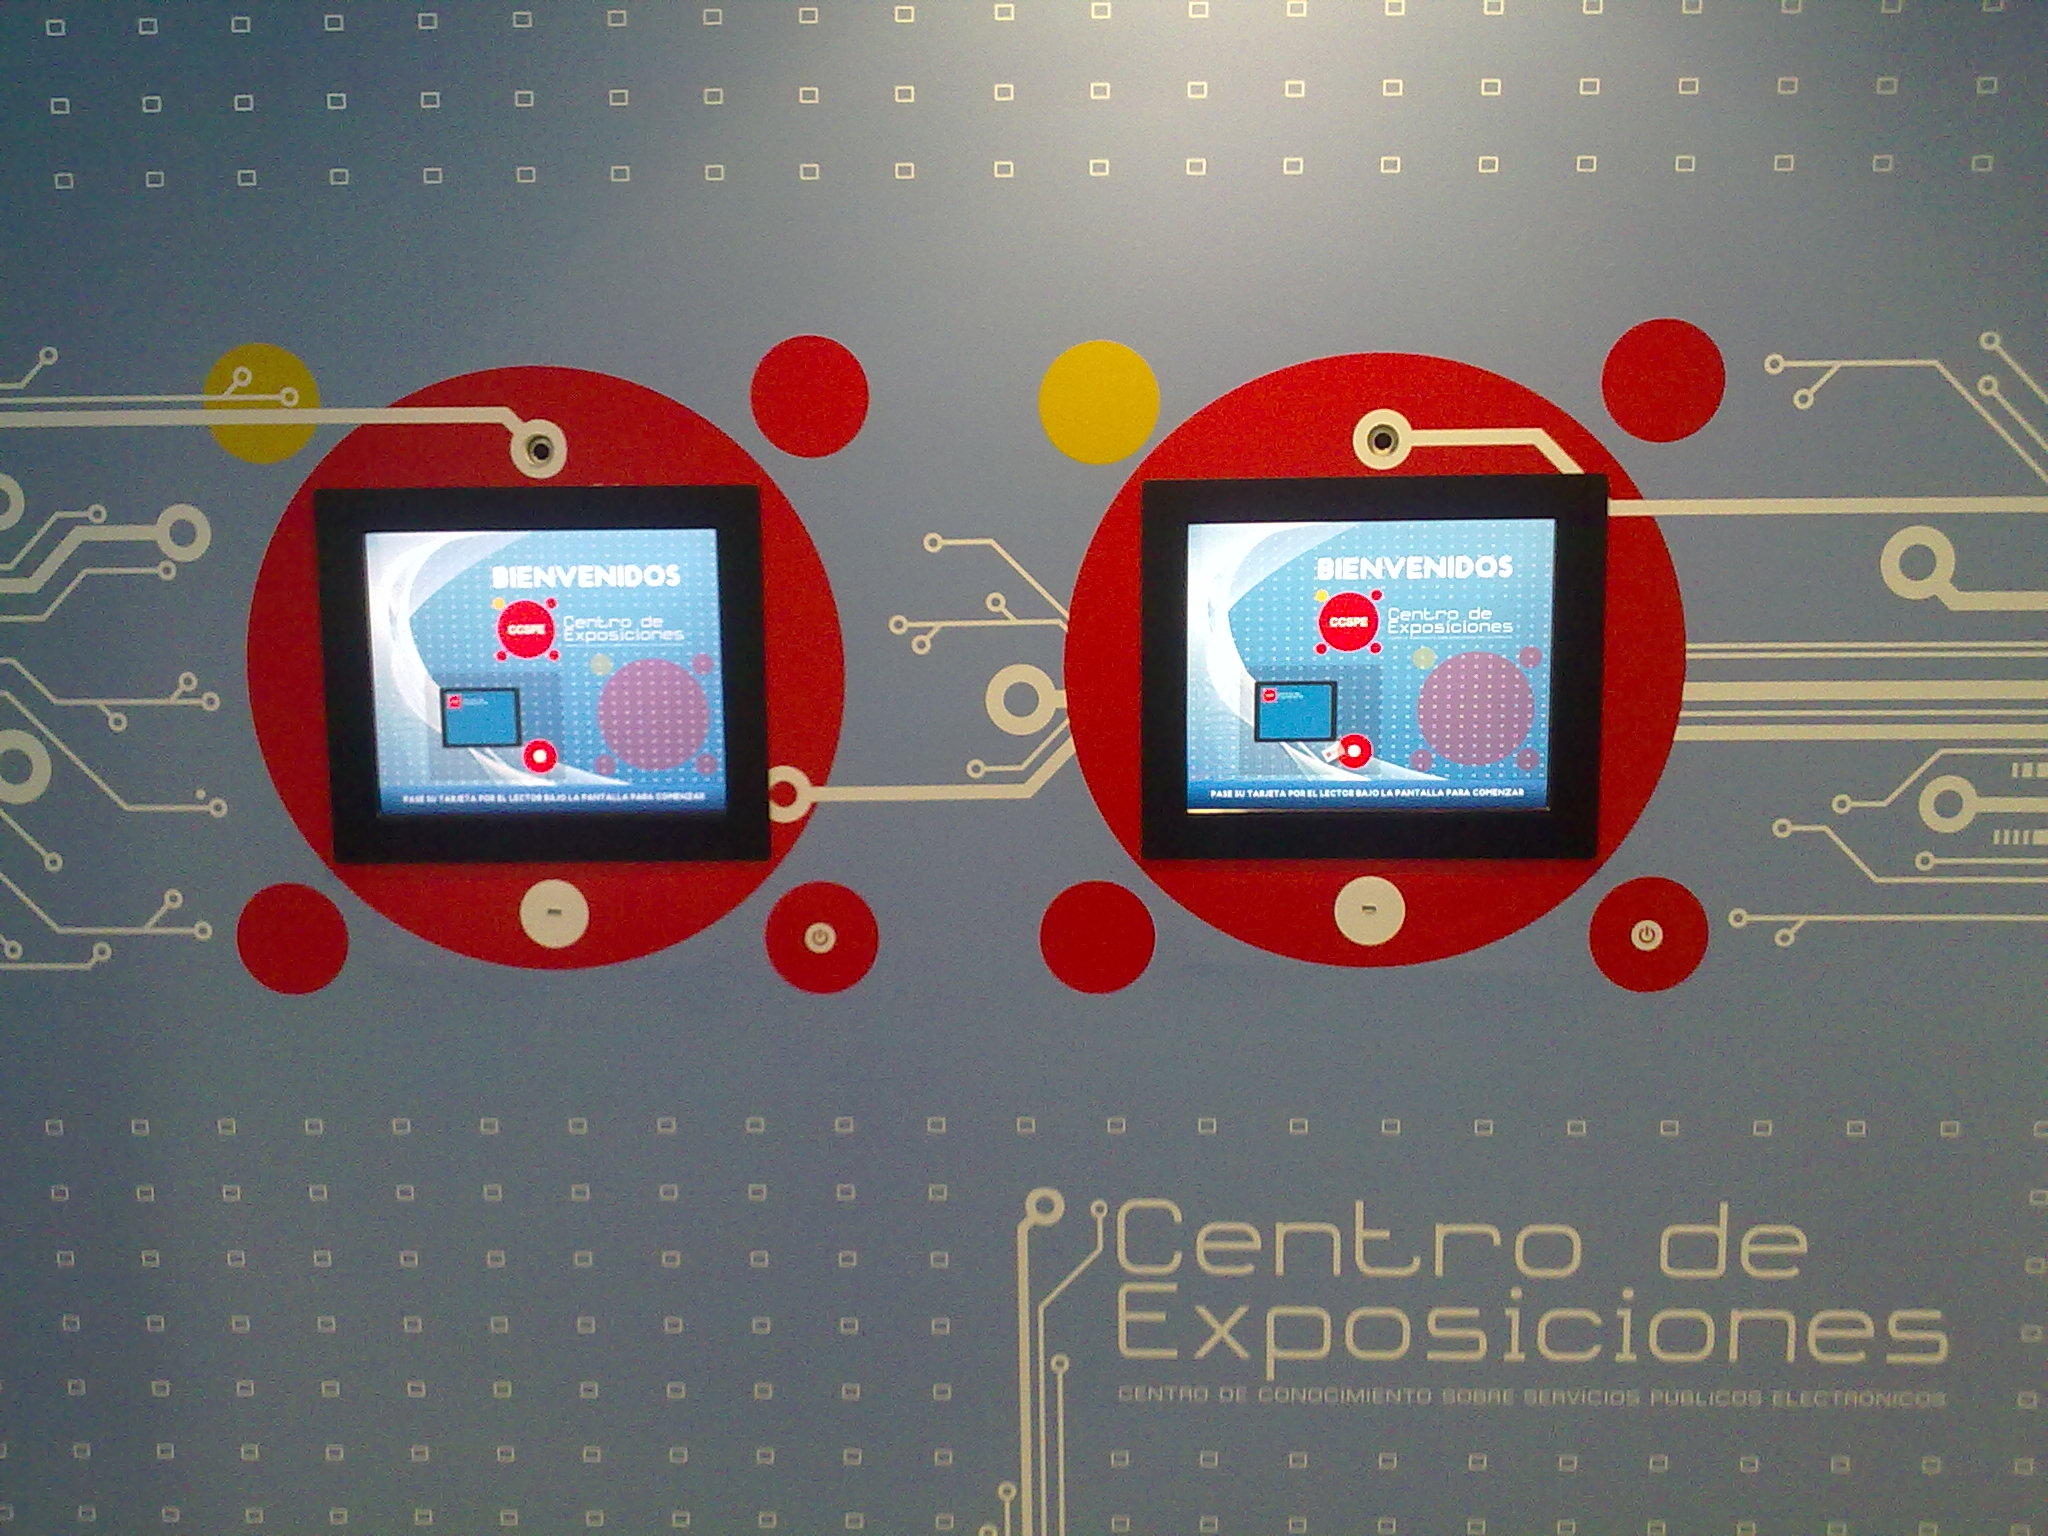 BIENVENIDOS
CCSPE
Centro de
Exposiciones
PASE SU TARJETA POR EL LECTOR BAJO LA PANTALLA PARA COMENZAR
BIENVENIDOS
CCSPE
Centro de
Exposiciones
PASE SU TARJETA POR EL LECTOR BAJO LA PANTALLA PARA COMENZAR
Centro de
Exposiciones
CENTRO DE CONOCIMIENTO SOBRE SERVICIOS PÚBLICOS ELECTRÓNICOS